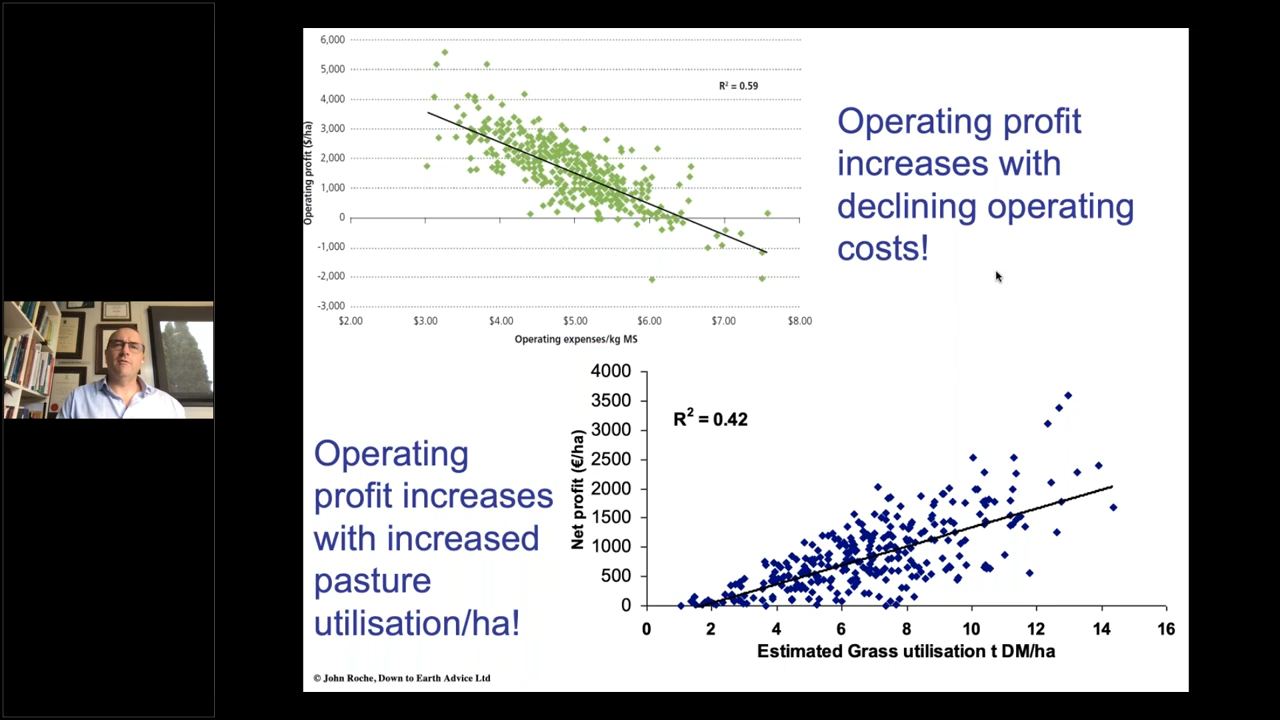 6,000
5,000
4,000
3,000
2,000
1,000
0
-1,000
-2,000
-3,000
Operating profit ($/ha)
R² = 0.59
$2.00 $3.00 $4.00 $5.00 $6.00 $7.00 $8.00
Operating expenses/kg MS
Operating profit
increases with
declining operating
costs!
Operating
profit increases
with increased
pasture
utilisation/ha!
4000
3500
3000
2500
2000
1500
1000
500
0
Net profit (€/ha)
R² = 0.42
0 2 4 6 8 10 12 14 16
Estimated Grass utilisation t DM/ha
© John Roche, Down to Earth Advice Ltd